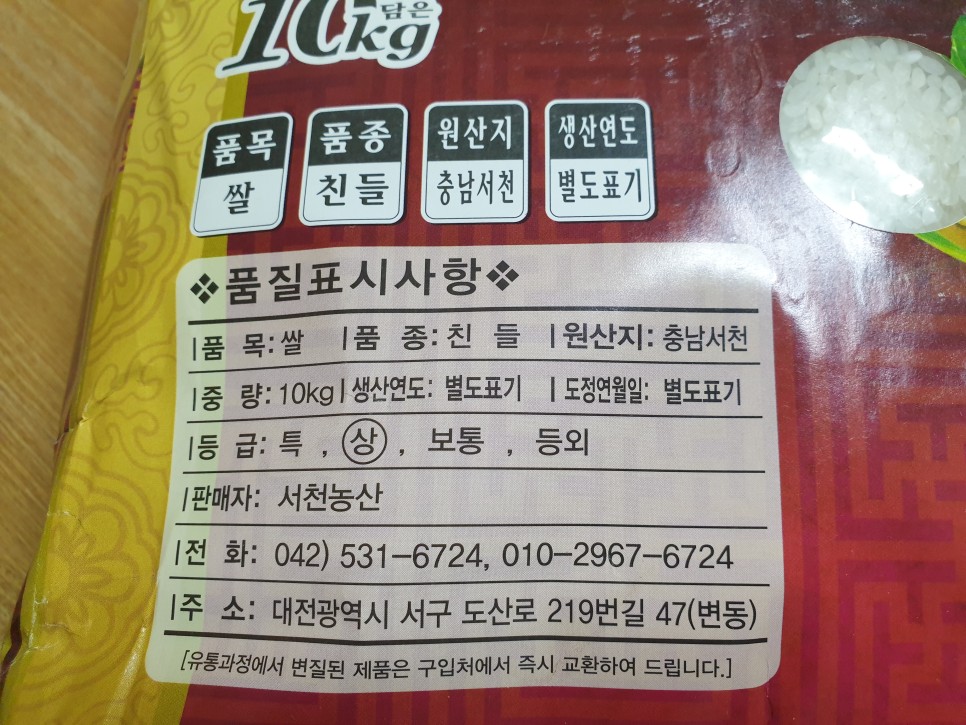 10kg
담은
품목 품종 원산지 생산연도
쌀 친들 충남서천 별도표기
❖품질표시사항❖
|품 목: 쌀 |품 종: 친 들 |원산지: 충남서천
|중 량: 10kg |생산연도: 별도표기 |도정연월일: 별도표기
|등 급: 특 , 상 , 보통 , 등외
|판매자: 서천농산
|전 화: 042) 531-6724, 010-2967-6724
|주 소: 대전광역시 서구 도산로 219번길 47(변동)
[유통과정에서 변질된 제품은 구입처에서 즉시 교환하여 드립니다.]